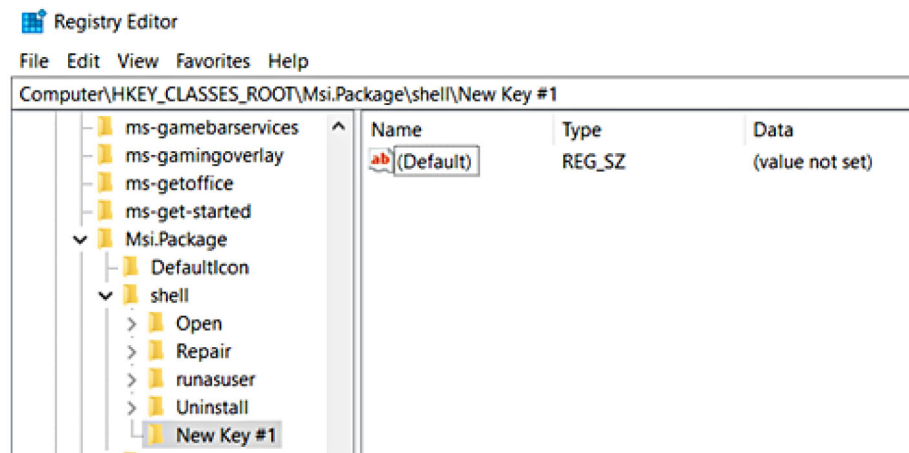 Registry Editor
File Edit View Favorites Help
Computer\HKEY_CLASSES_ROOT\Msi.Package\shell\New Key #1
ms-gamebarservices
ms-gamingoverlay
ms-getoffice
ms-get-started
Msi.Package
DefaultIcon
shell
Open
Repair
runasuser
Uninstall
New Key #1
Name Type Data
ab (Default) REG_SZ (value not set)